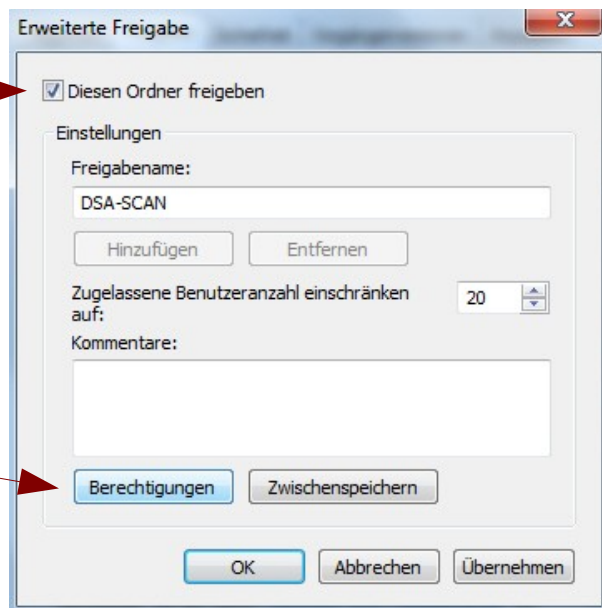 Erweiterte Freigabe
Diesen Ordner freigeben
Einstellungen
Freigabename:
DSA-SCAN
Hinzufügen Entfernen
Zugelassene Benutzeranzahl einschränken 20
auf:
Kommentare:
Berechtigungen Zwischenspeichern
OK Abbrechen Übernehmen